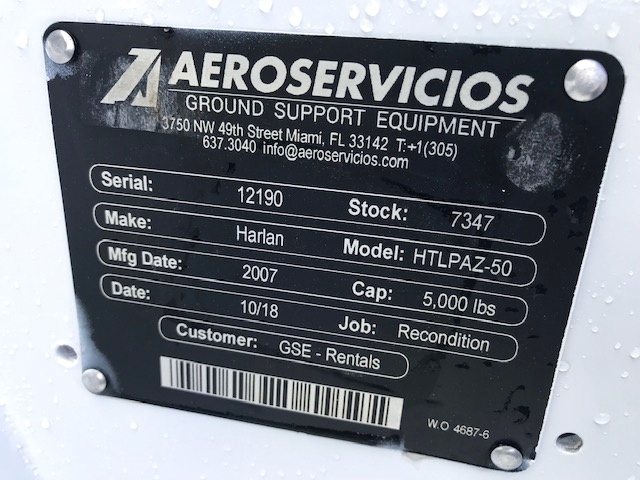 AEROSERVICIOS
GROUND SUPPORT EQUIPMENT
3750 NW 49th Street Miami, FL 33142 T:+1(305)
637.3040 info@aeroservicios.com
Serial: 12190 Stock: 7347
Make: Harlan Model: HTLPAZ-50
Mfg Date: 2007 Cap: 5,000 lbs
Date: 10/18 Job: Recondition
Customer: GSE - Rentals
W.O 4687-6